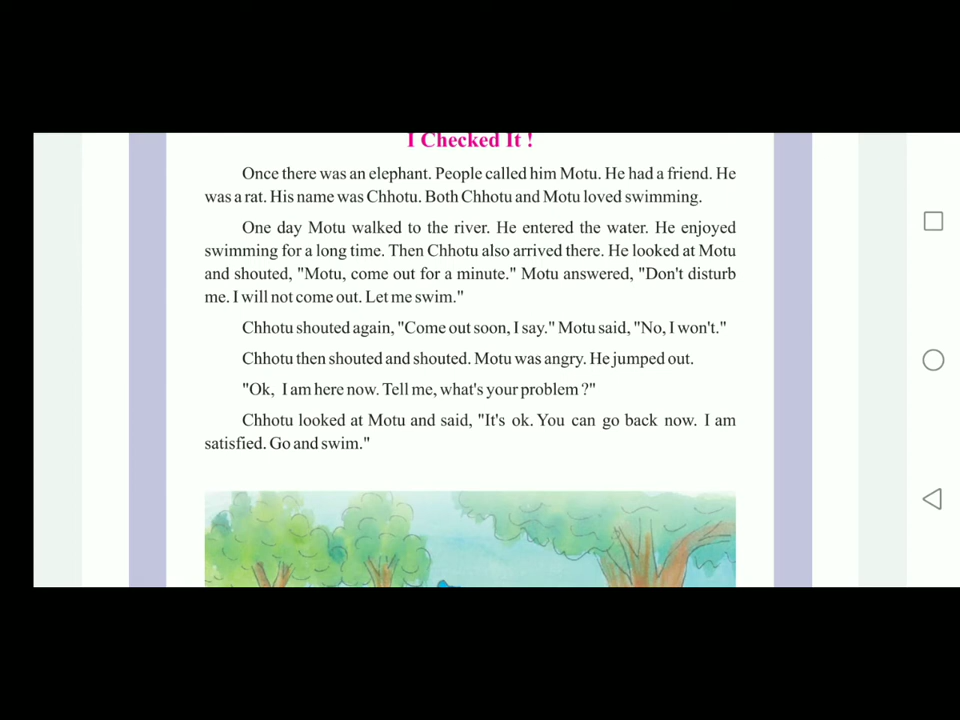 I Checked It !
Once there was an elephant. People called him Motu. He had a friend. He
was a rat. His name was Chhotu. Both Chhotu and Motu loved swimming.
One day Motu walked to the river. He entered the water. He enjoyed
swimming for a long time. Then Chhotu also arrived there. He looked at Motu
and shouted, "Motu, come out for a minute." Motu answered, "Don't disturb
me. I will not come out. Let me swim."
Chhotu shouted again, "Come out soon, I say." Motu said, "No, I won't."
Chhotu then shouted and shouted. Motu was angry. He jumped out.
"Ok, I am here now. Tell me, what's your problem ?"
Chhotu looked at Motu and said, "It's ok. You can go back now. I am
satisfied. Go and swim."